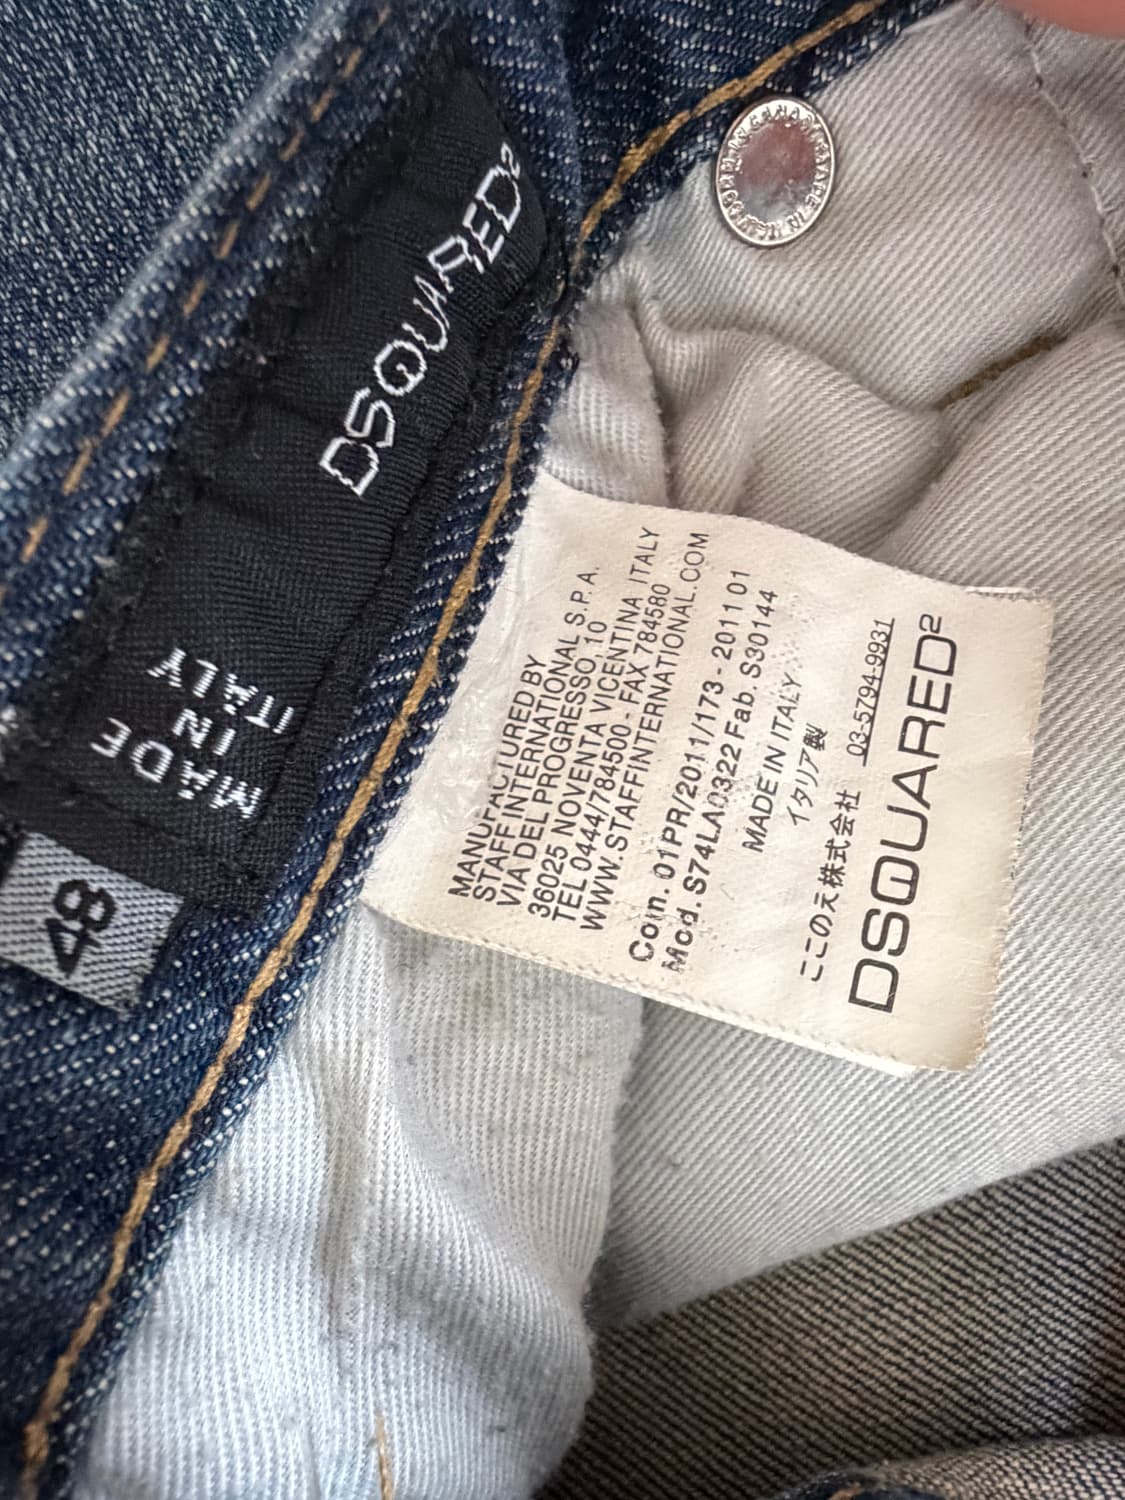 DSQUARED²
MADE
IN
ITALY
48
MANUFACTURED BY
STAFF INTERNATIONAL S.P.A.
VIA DEL PROGRESSO, 10
36025 NOVENTA VICENTINA ITALY
TEL 0444/784500 - FAX 784580
WWW.STAFFINTERNATIONAL.COM
Com. 01PR/2011/173 - 2011 01
Mod. S74LA0322 Fab. S30144
MADE IN ITALY
イタリア製
ここのえ株式会社 03-5794-9931
DSQUARED²